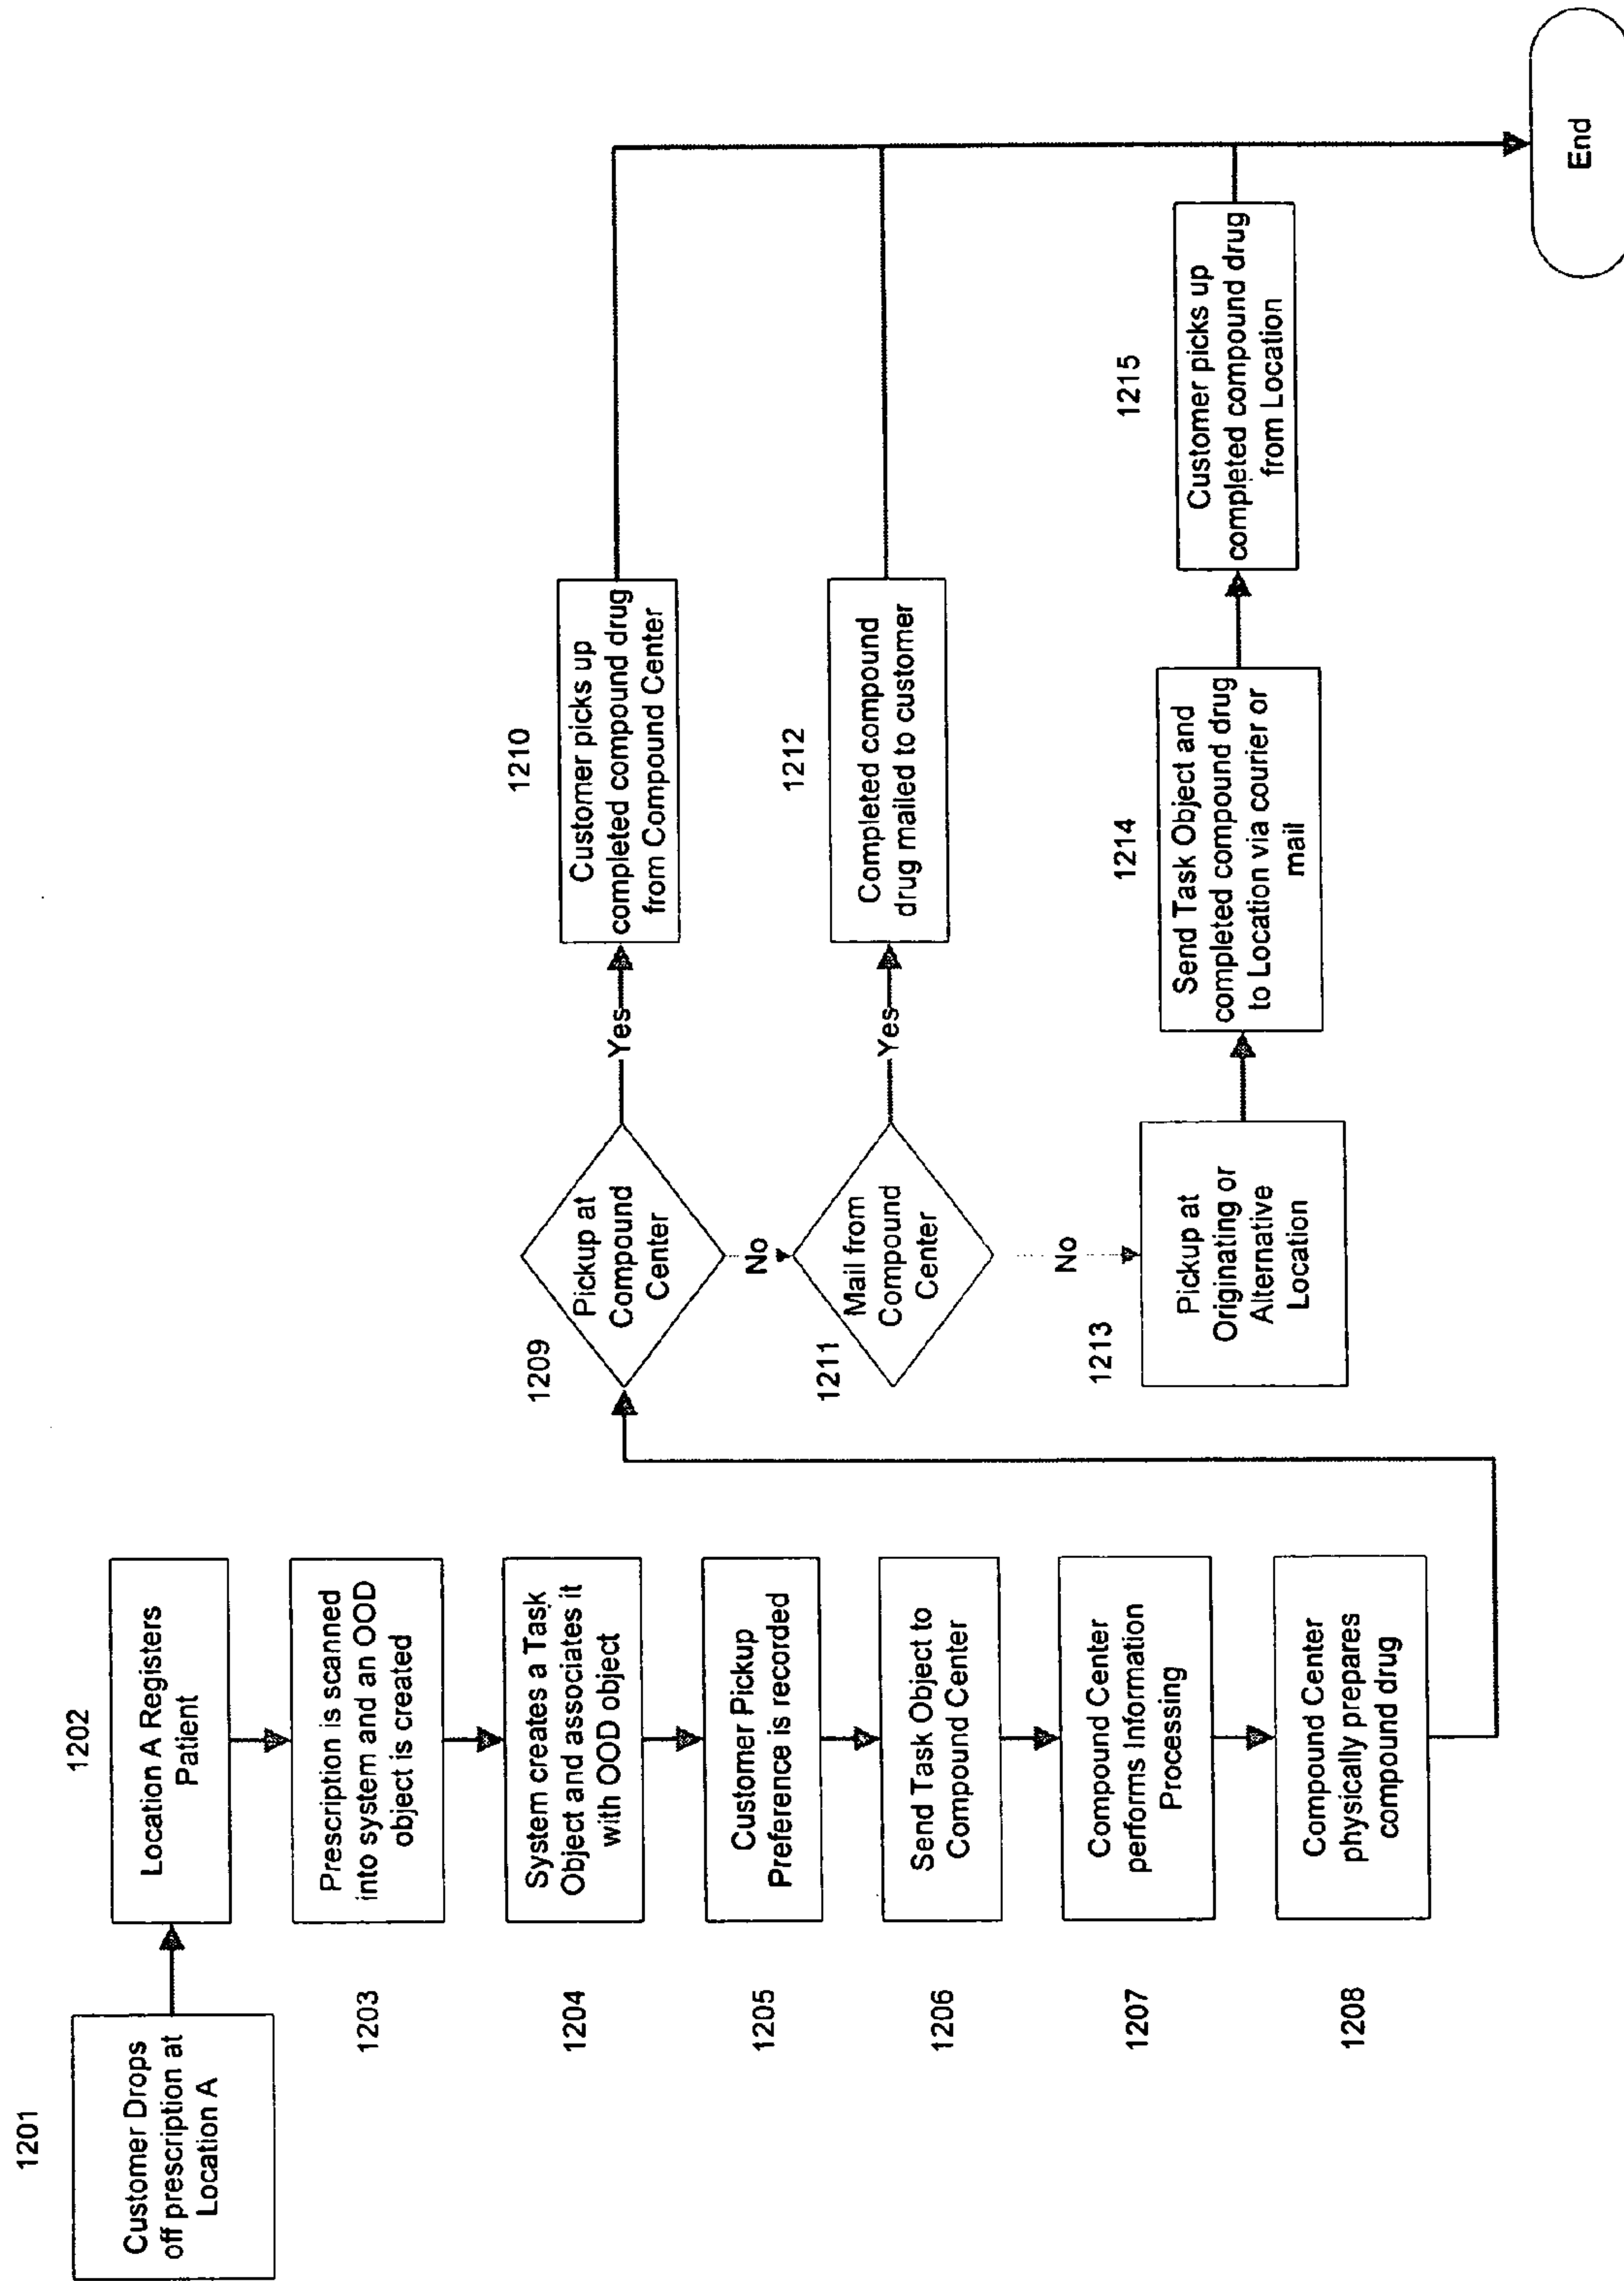 1201
Customer Drops
off prescription at
Location A
1202
Location A Registers
Patient
1203
Prescription is scanned
into system and an OOD
object is created
1204
System creates a Task
Object and associates it
with OOD object
1205
Customer Pickup
Preference is recorded
1206
Send Task Object to
Compound Center
1207
Compound Center
performs Information
Processing
1208
Compound Center
physically prepares
compound drug
1209
Pickup at
Compound
Center
Yes
1210
Customer picks up
completed compound drug
from Compound Center
No
1211
Mail from
Compound
Center
Yes
1212
Completed compound
drug mailed to customer
No
1213
Pickup at
Originating or
Alternative
Location
1214
Send Task Object and
completed compound drug
to Location via courier or
mail
1215
Customer picks up
completed compound drug
from Location
End